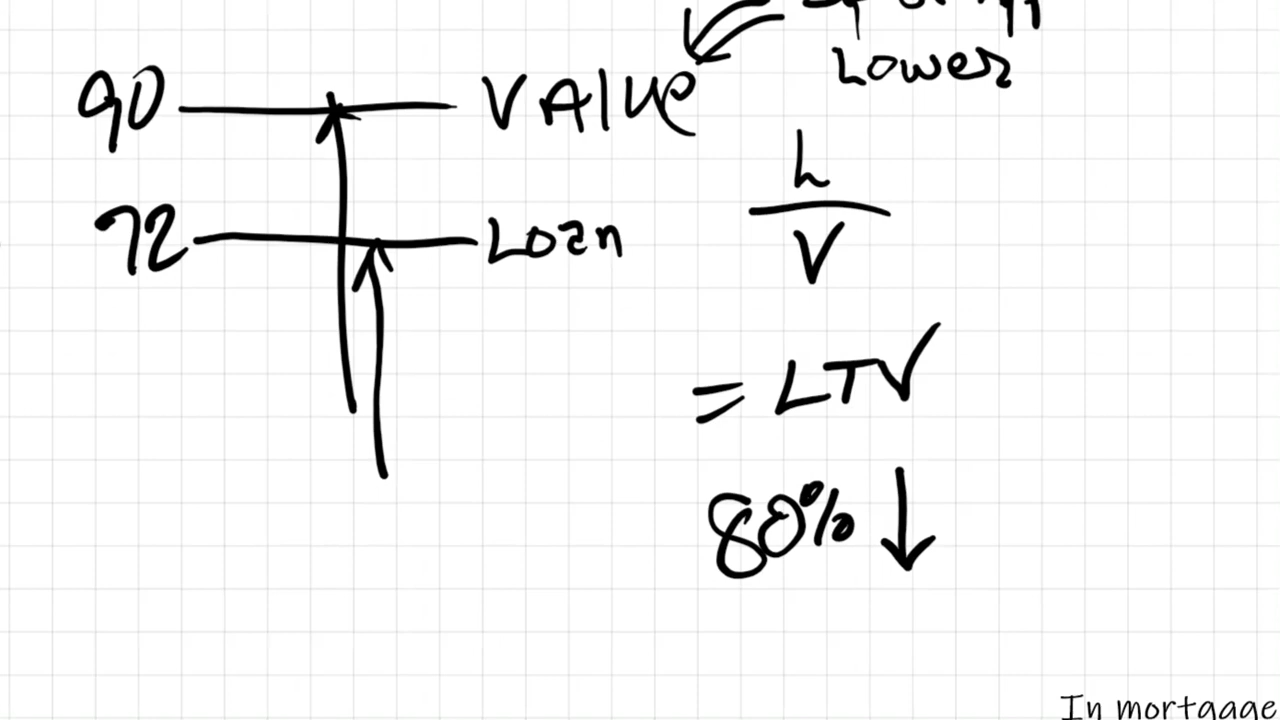 Lower
90 VALUE
L
V
72 Loan
= LTV
80%
In mortgage